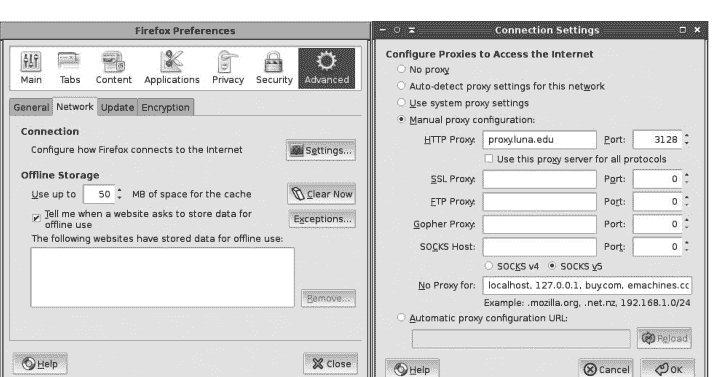 Firefox Preferences
Main Tabs Content Applications Privacy Security Advanced
General Network Update Encryption
Connection
Configure how Firefox connects to the Internet
Settings...
Offline Storage
Use up to 50 MB of space for the cache
Clear Now
Tell me when a website asks to store data for
offline use
Exceptions...
The following websites have stored data for offline use:
Remove...
Help
Close
Connection Settings
Configure Proxies to Access the Internet
No proxy
Auto-detect proxy settings for this network
Use system proxy settings
Manual proxy configuration:
HTTP Proxy: proxy.luna.edu Port: 3128
Use this proxy server for all protocols
SSL Proxy: Port: 0
FTP Proxy: Port: 0
Gopher Proxy: Port: 0
SOCKS Host: Port: 0
SOCKS v4 SOCKS v5
No Proxy for: localhost, 127.0.0.1, buy.com, emachines.cc
Example: .mozilla.org, .net.nz, 192.168.1.0/24
Automatic proxy configuration URL:
Reload
Help
Cancel
OK